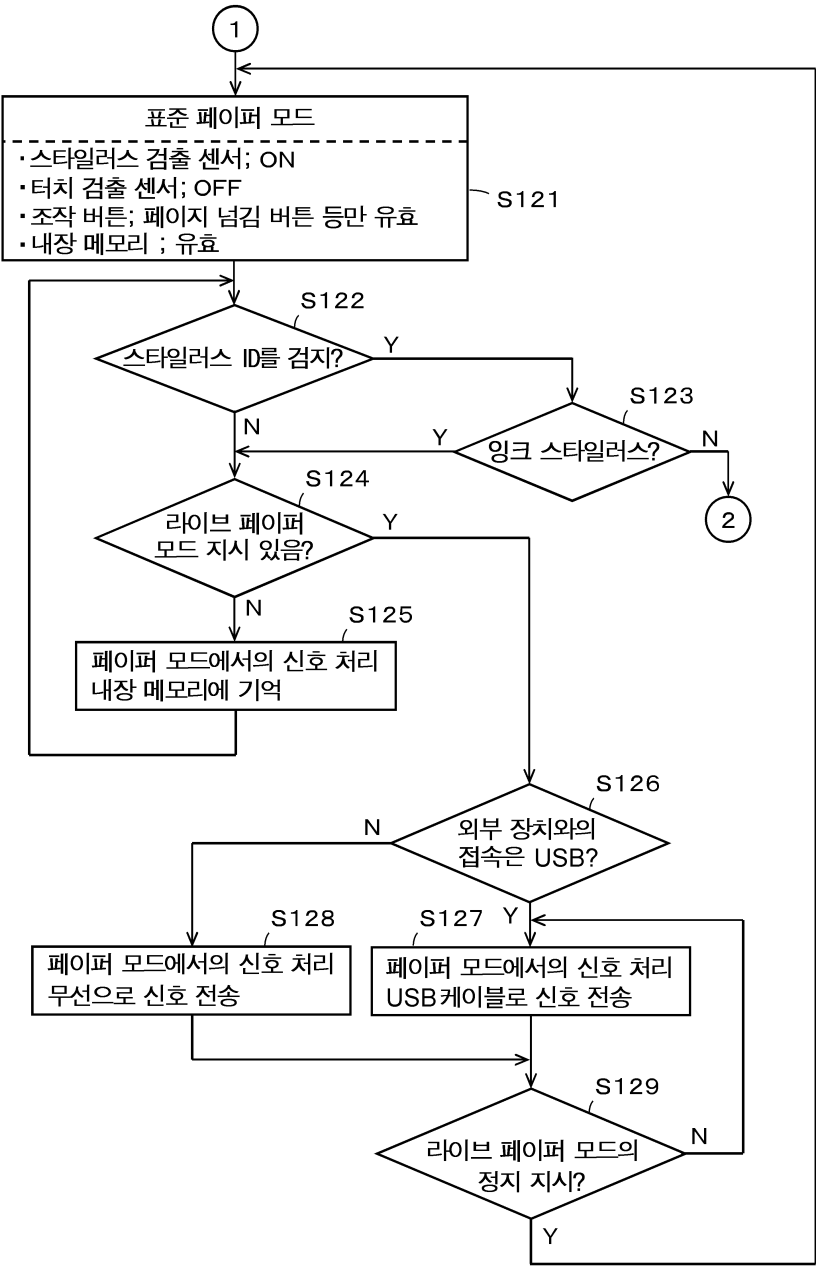 1
표준 페이퍼 모드
·스타일러스 검출 센서; ON
·터치 검출 센서; OFF
·조작 버튼; 페이지 넘김 버튼 등만 유효
·내장 메모리 ; 유효
S121
S122
스타일러스 ID를 검지?
Y
N
S123
잉크 스타일러스?
Y
N
2
S124
라이브 페이퍼
모드 지시 있음?
Y
N
S125
페이퍼 모드에서의 신호 처리
내장 메모리에 기억
S126
외부 장치와의
접속은 USB?
N
Y
S128
페이퍼 모드에서의 신호 처리
무선으로 신호 전송
S127
페이퍼 모드에서의 신호 처리
USB케이블로 신호 전송
S129
라이브 페이퍼 모드의
정지 지시?
N
Y